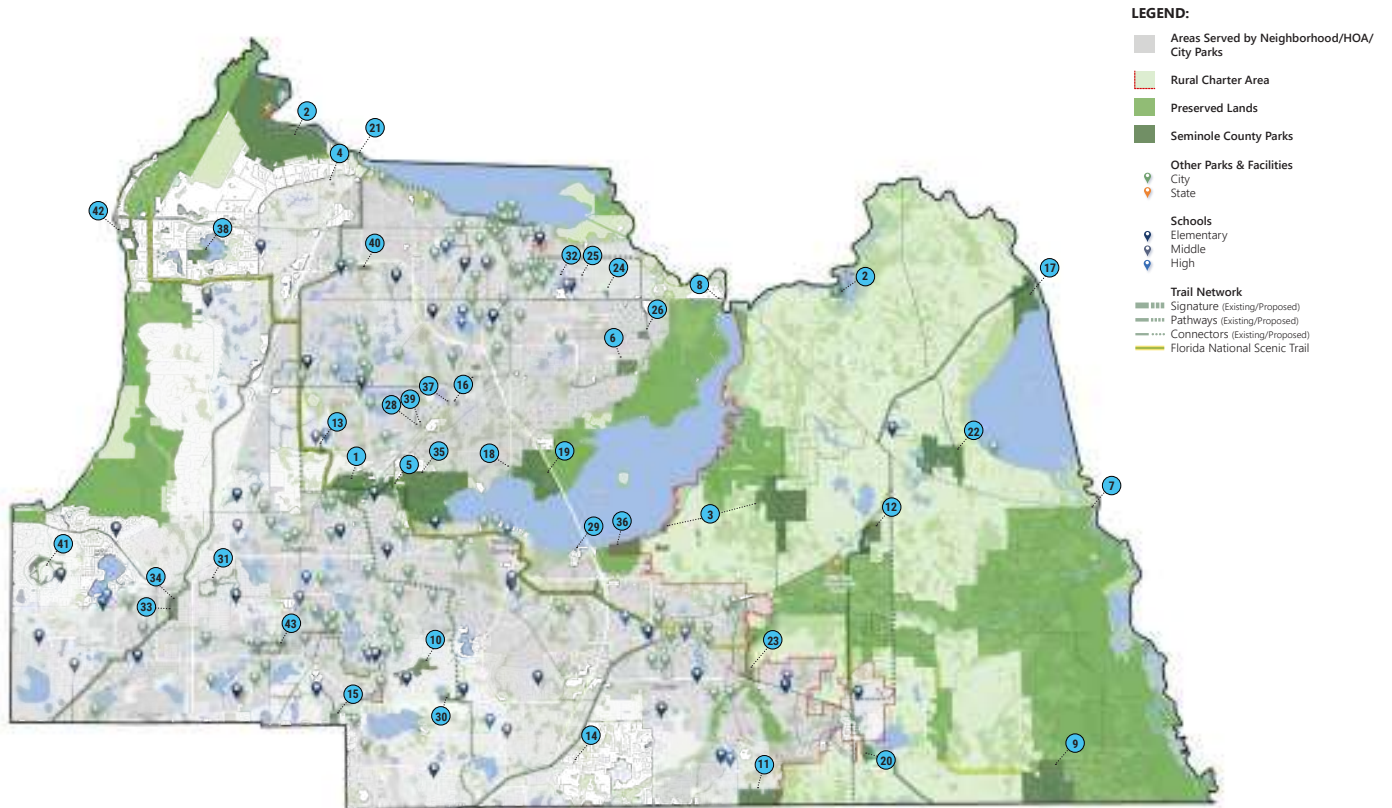 LEGEND:
Areas Served by Neighborhood/HOA/
City Parks
Rural Charter Area
Preserved Lands
Seminole County Parks
Other Parks & Facilities
City
State
Schools
Elementary
Middle
High
Trail Network
Signature (Existing/Proposed)
Pathways (Existing/Proposed)
Connectors (Existing/Proposed)
Florida National Scenic Trail
2
21
4
42
38
40
32
25
24
8
2
17
26
6
37
16
39
28
13
1
5
35
18
19
22
7
3
12
29
36
41
31
34
33
43
10
23
15
30
14
11
20
9